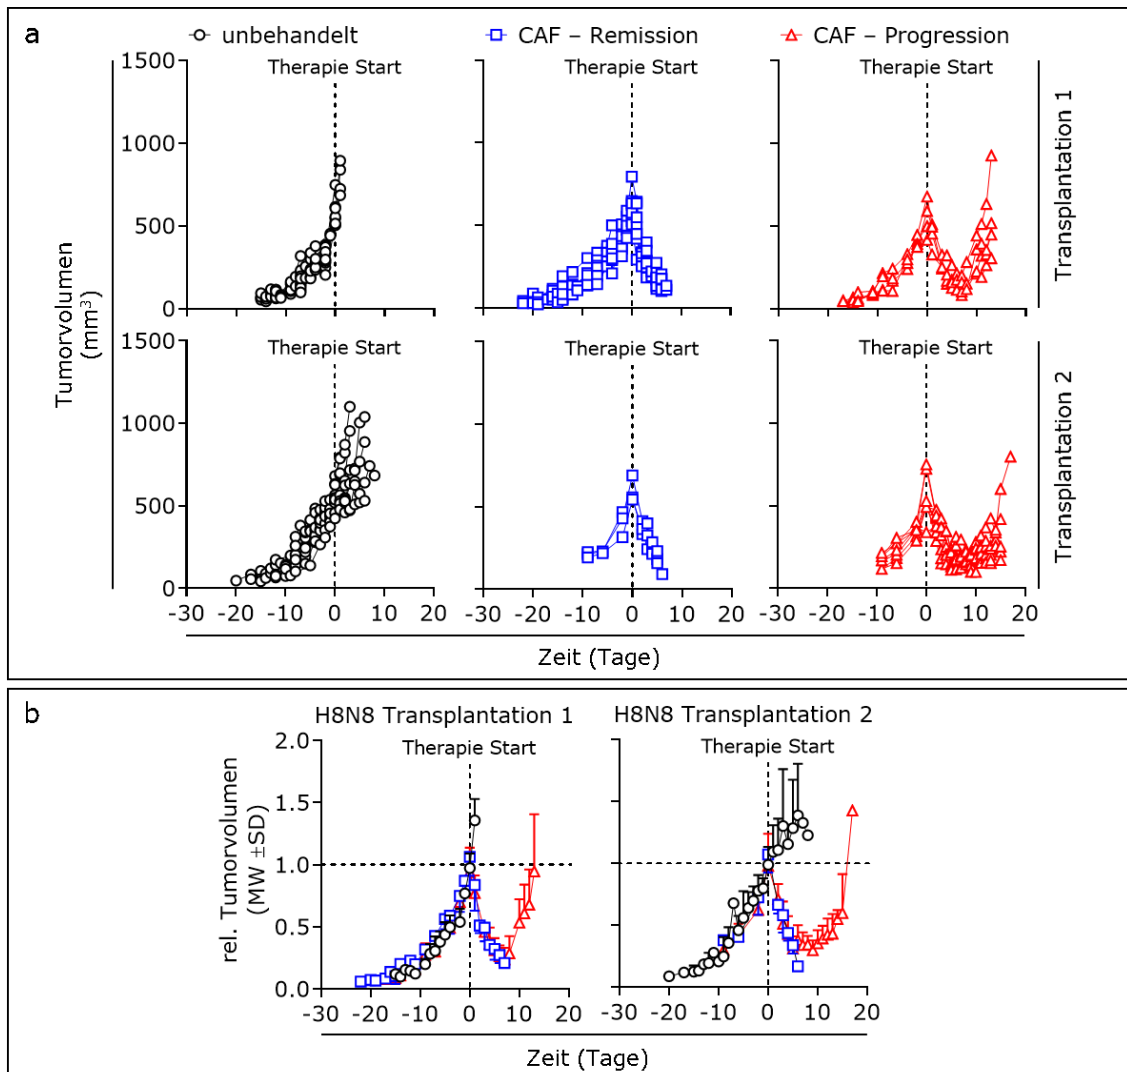 a
unbehandelt
CAF – Remission
CAF – Progression
1500
1000
500
0
Therapie Start
Therapie Start
Therapie Start
Transplantation 1
Tumorvolumen
(mm³)
1500
1000
500
0
Therapie Start
Therapie Start
Therapie Start
Transplantation 2
-30 -20 -10 0 10 20
-30 -20 -10 0 10 20
-30 -20 -10 0 10 20
Zeit (Tage)
b
H8N8 Transplantation 1
H8N8 Transplantation 2
rel. Tumorvolumen
(MW ±SD)
2.0
1.5
1.0
0.5
0.0
Therapie Start
Therapie Start
-30 -20 -10 0 10 20
-30 -20 -10 0 10 20
Zeit (Tage)